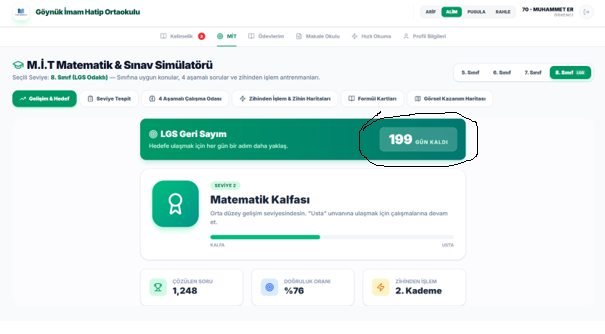 Göynük İmam Hatip Ortaokulu
ARİF ALİM PUSULA RAHLE
70 - MUHAMMET ER
öğrenci
Kelimelik 2 MİT Ödevlerim Makale Okulu Hızlı Okuma Profil Bilgisi
M.İ.T Matematik & Sınav Simülatörü
Seçili Seviye: 8. Sınıf (LGS Odaklı) — Sınıfına uygun konular, 4 aşamalı sorular ve zihinden işlem antrenmanları.
5. Sınıf 6. Sınıf 7. Sınıf 8. Sınıf LGS
Gelişim & Hedef Seviye Tespit 4 Aşamalı Çalışma Odası Zihinden İşlem & Zihin Haritaları Formül Kartları Görsel Kazanım Haritası
LGS Geri Sayım
Hedefe ulaşmak için her gün bir adım daha yaklaş.
199 GÜN KALDI
SEVİYE 2
Matematik Kalfası
Orta düzey gelişim seviyesindesin. "Usta" unvanına ulaşmak için çalışmalarına devam
et.
KALFA USTA
ÇÖZÜLEN SORU
1,248
DOĞRULUK ORANI
%76
ZİHİNDEN İŞLEM
2. Kademe